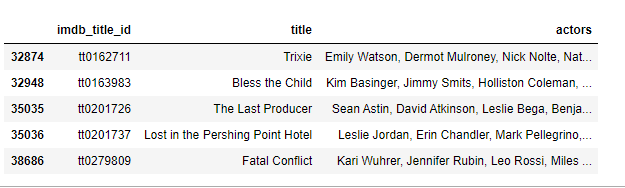 imdb_title_id title actors
32874 tt0162711 Trixie Emily Watson, Dermot Mulroney, Nick Nolte, Nat...
32948 tt0163983 Bless the Child Kim Basinger, Jimmy Smits, Holliston Coleman, ...
35035 tt0201726 The Last Producer Sean Astin, David Atkinson, Leslie Bega, Benja...
35036 tt0201737 Lost in the Pershing Point Hotel Leslie Jordan, Erin Chandler, Mark Pellegrino,...
38686 tt0279809 Fatal Conflict Kari Wuhrer, Jennifer Rubin, Leo Rossi, Miles ...